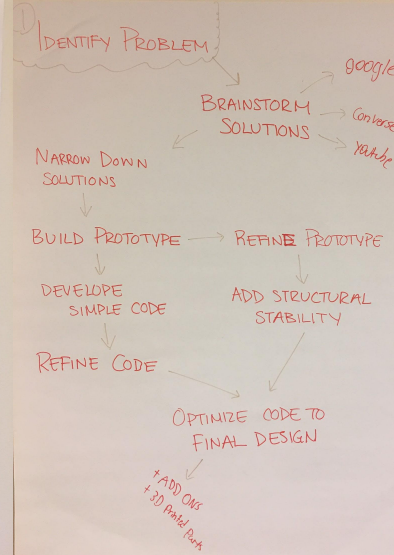 1)
IDENTIFY PROBLEM
google
BRAINSTORM
SOLUTIONS
Converse
Youtube
NARROW DOWN
SOLUTIONS
BUILD PROTOTYPE
REFINE PROTOTYPE
DEVELOPE
SIMPLE CODE
ADD STRUCTURAL
STABILITY
REFINE CODE
OPTIMIZE CODE TO
FINAL DESIGN
+ ADD ONS
+ 3D Printed Parts